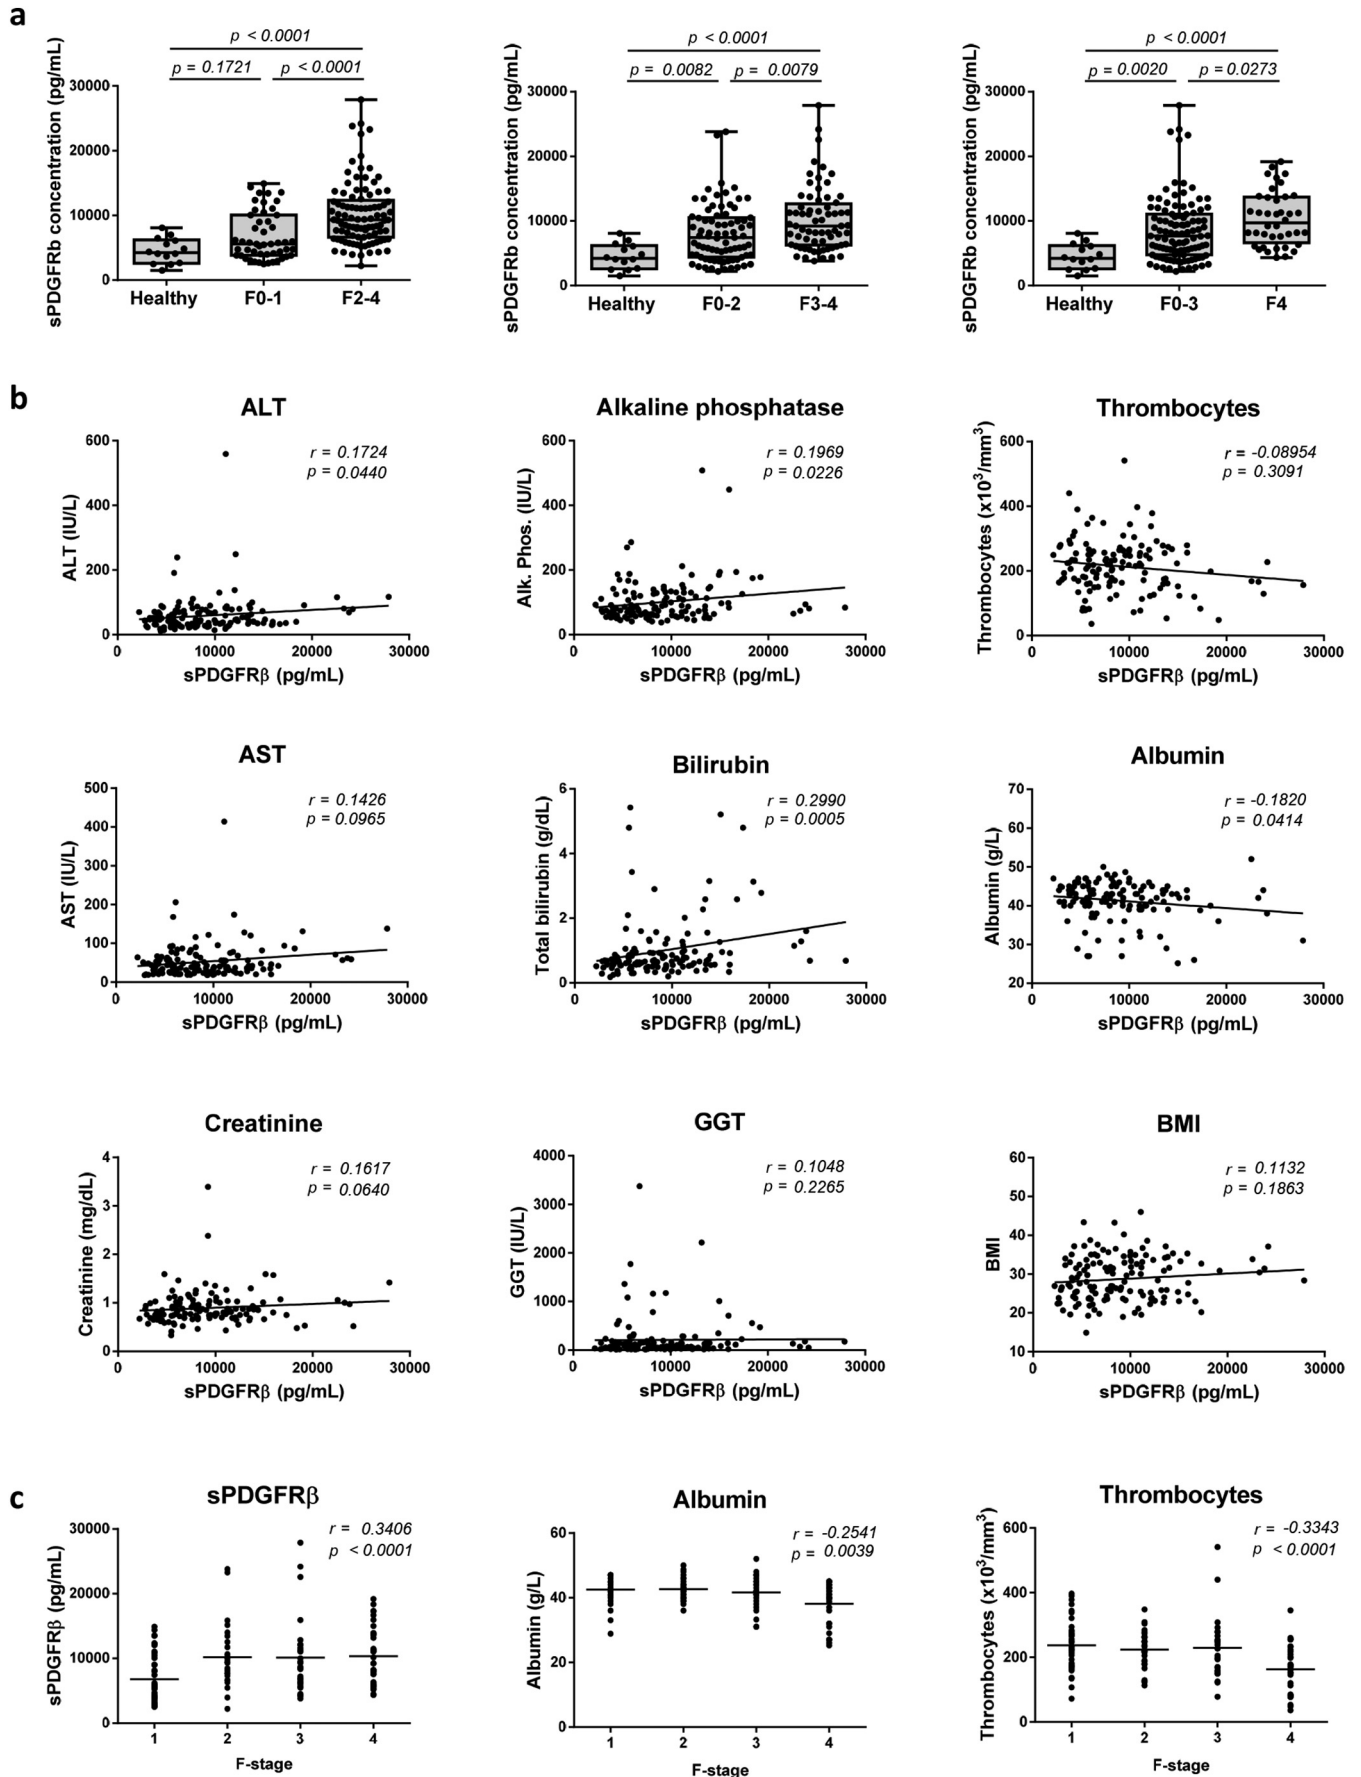 a
p < 0.0001
p = 0.1721 p < 0.0001
sPDGFRb concentration (pg/mL)
30000
20000
10000
0
Healthy F0-1 F2-4
p < 0.0001
p = 0.0082 p = 0.0079
sPDGFRb concentration (pg/mL)
30000
20000
10000
0
Healthy F0-2 F3-4
p < 0.0001
p = 0.0020 p = 0.0273
sPDGFRb concentration (pg/mL)
30000
20000
10000
0
Healthy F0-3 F4
b
ALT
r = 0.1724
p = 0.0440
ALT (IU/L)
600
400
200
0
0 10000 20000 30000
sPDGFRβ (pg/mL)
Alkaline phosphatase
r = 0.1969
p = 0.0226
Alk. Phos. (IU/L)
600
400
200
0
0 10000 20000 30000
sPDGFRβ (pg/mL)
Thrombocytes
r = -0.08954
p = 0.3091
Thrombocytes (x10³/mm³)
600
400
200
0
0 10000 20000 30000
sPDGFRβ (pg/mL)
AST
r = 0.1426
p = 0.0965
AST (IU/L)
500
400
300
200
100
0
0 10000 20000 30000
sPDGFRβ (pg/mL)
Bilirubin
r = 0.2990
p = 0.0005
Total bilirubin (g/dL)
6
4
2
0
0 10000 20000 30000
sPDGFRβ (pg/mL)
Albumin
r = -0.1820
p = 0.0414
Albumin (g/L)
70
60
50
40
30
20
0 10000 20000 30000
sPDGFRβ (pg/mL)
Creatinine
r = 0.1617
p = 0.0640
Creatinine (mg/dL)
4
3
2
1
0
0 10000 20000 30000
sPDGFRβ (pg/mL)
GGT
r = 0.1048
p = 0.2265
GGT (IU/L)
4000
3000
2000
1000
0
0 10000 20000 30000
sPDGFRβ (pg/mL)
BMI
r = 0.1132
p = 0.1863
BMI
60
50
40
30
20
10
0 10000 20000 30000
sPDGFRβ (pg/mL)
c
sPDGFRβ
r = 0.3406
p < 0.0001
sPDGFRβ (pg/mL)
30000
20000
10000
0
1 2 3 4
F-stage
Albumin
r = -0.2541
p = 0.0039
Albumin (g/L)
60
40
20
0
1 2 3 4
F-stage
Thrombocytes
r = -0.3343
p < 0.0001
Thrombocytes (x10³/mm³)
600
400
200
0
1 2 3 4
F-stage